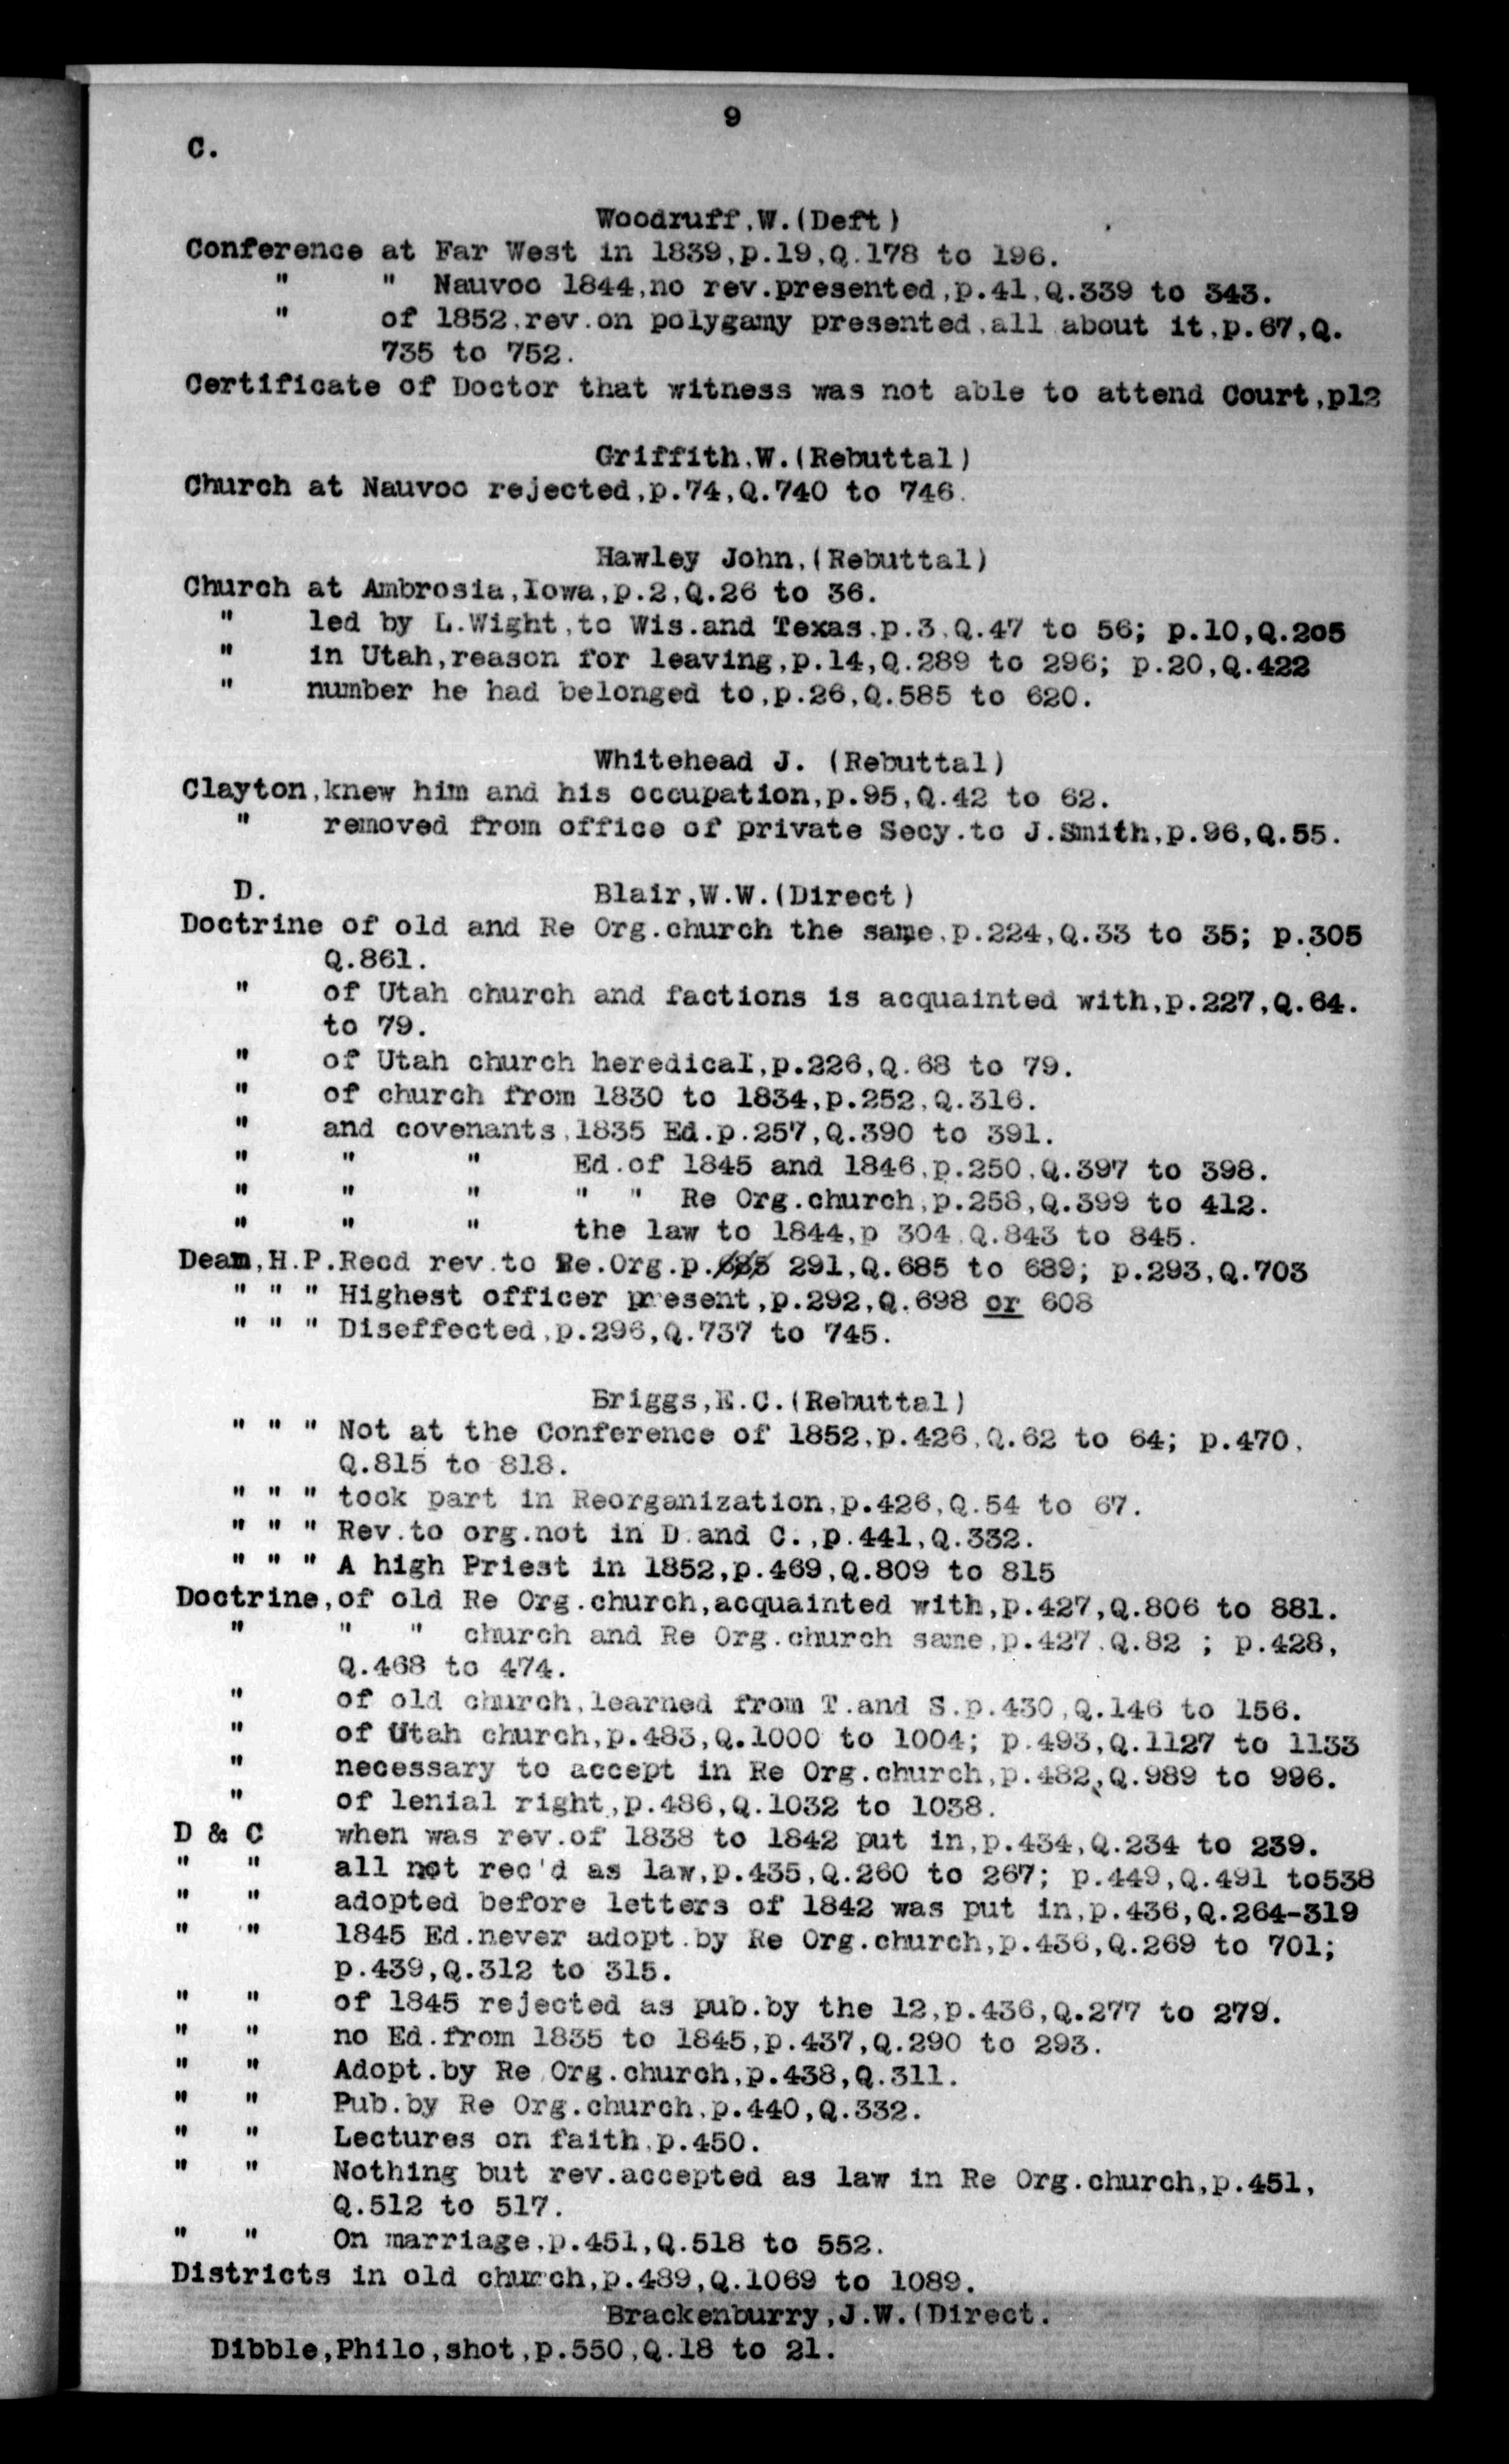 9
C.
Woodruff,W.(Deft)
Conference at Far West in 1839,p.19,Q.178 to 196.
" " Nauvoo 1844,no rev.presented,p.41,Q.339 to 343.
" of 1852,rev.on polygamy presented,all about it,p.67,Q.
735 to 752.
Certificate of Doctor that witness was not able to attend Court,p12
Griffith,W.(Rebuttal)
Church at Nauvoo rejected,p.74,Q.740 to 746.
Hawley John,(Rebuttal)
Church at Ambrosia,Iowa,p.2,Q.26 to 36.
" led by L.Wight,to Wis.and Texas.p.3,Q.47 to 56; p.10,Q.205
" in Utah,reason for leaving,p.14,Q.289 to 296; p.20,Q.422
" number he had belonged to,p.26,Q.585 to 620.
Whitehead J. (Rebuttal)
Clayton,knew him and his occupation,p.95,Q.42 to 62.
" removed from office of private Secy.to J.Smith,p.96,Q.55.
D. Blair,W.W.(Direct)
Doctrine of old and Re Org.church the same,p.224,Q.33 to 35; p.305
Q.861.
" of Utah church and factions is acquainted with,p.227,Q.64.
to 79.
" of Utah church heredical,p.226,Q.68 to 79.
" of church from 1830 to 1834,p.252,Q.316.
" and covenants,1835 Ed.p.257,Q.390 to 391.
" " " Ed.of 1845 and 1846,p.250,Q.397 to 398.
" " " " " Re Org.church,p.258,Q.399 to 412.
" " " the law to 1844,p 304,Q.843 to 845.
Deam,H.P.Recd rev.to Re.Org.p.685 291,Q.685 to 689; p.293,Q.703
" " " Highest officer present,p.292,Q.698 or 608
" " " Diseffected,p.296,Q.737 to 745.
Briggs,E.C.(Rebuttal)
" " " Not at the Conference of 1852,p.426,Q.62 to 64; p.470,
Q.815 to 818.
" " " took part in Reorganization,p.426,Q.54 to 67.
" " " Rev.to org.not in D.and C.,p.441,Q.332.
" " " A high Priest in 1852,p.469,Q.809 to 815
Doctrine,of old Re Org.church,acquainted with,p.427,Q.806 to 881.
" " " church and Re Org.church same,p.427,Q.82 ; p.428,
Q.468 to 474.
" of old church,learned from T.and S.p.430,Q.146 to 156.
" of Utah church,p.483,Q.1000 to 1004; p.493,Q.1127 to 1133
" necessary to accept in Re Org.church,p.482,Q.989 to 996.
" of lenial right,p.486,Q.1032 to 1038.
D & C when was rev.of 1838 to 1842 put in,p.434,Q.234 to 239.
" " all not rec'd as law,p.435,Q.260 to 267; p.449,Q.491 to538
" " adopted before letters of 1842 was put in,p.436,Q.264-319
" " 1845 Ed.never adopt.by Re Org.church,p.436,Q.269 to 701;
p.439,Q.312 to 315.
" " of 1845 rejected as pub.by the 12,p.436,Q.277 to 279.
" " no Ed.from 1835 to 1845,p.437,Q.290 to 293.
" " Adopt.by Re Org.church,p.438,Q.311.
" " Pub.by Re Org.church,p.440,Q.332.
" " Lectures on faith,p.450.
" " Nothing but rev.accepted as law in Re Org.church,p.451,
Q.512 to 517.
" " On marriage,p.451,Q.518 to 552.
Districts in old church,p.489,Q.1069 to 1089.
Brackenburry,J.W.(Direct.
Dibble,Philo,shot,p.550,Q.18 to 21.